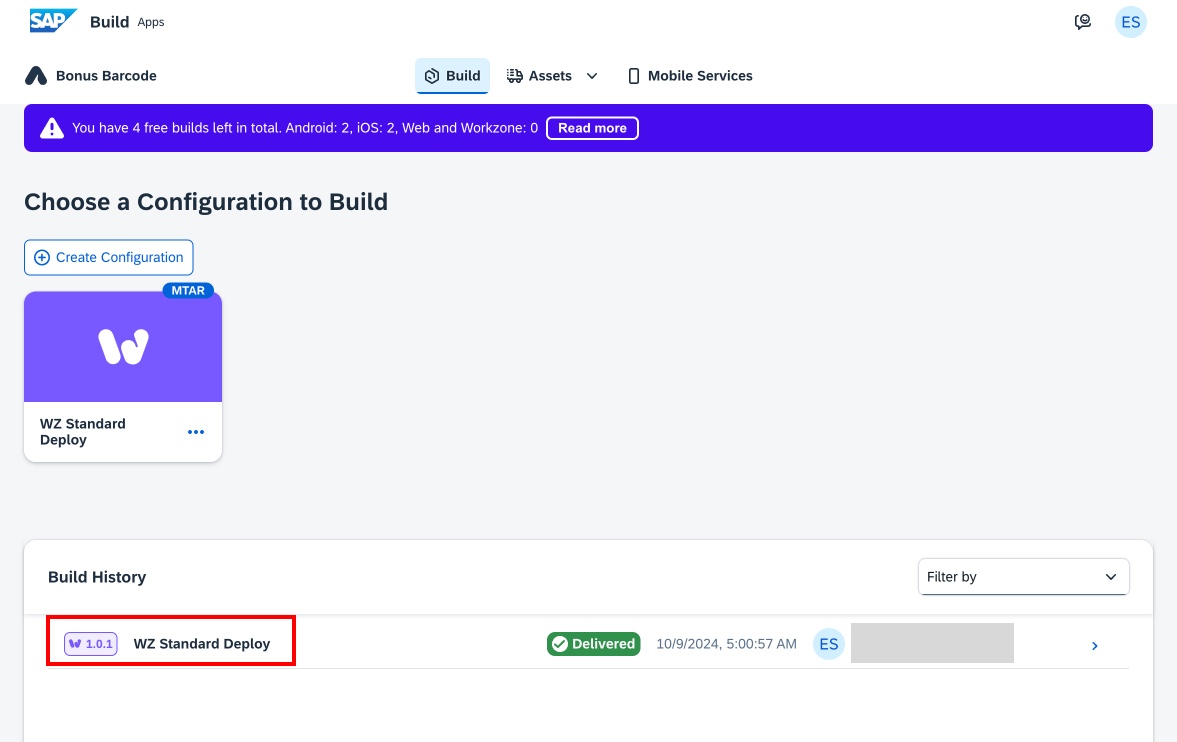 SAP Build Apps
ES
Bonus Barcode
Build
Assets
Mobile Services
You have 4 free builds left in total. Android: 2, iOS: 2, Web and Workzone: 0 Read more
Choose a Configuration to Build
Create Configuration
MTAR
WZ Standard
Deploy
Build History
Filter by
1.0.1 WZ Standard Deploy Delivered 10/9/2024, 5:00:57 AM ES